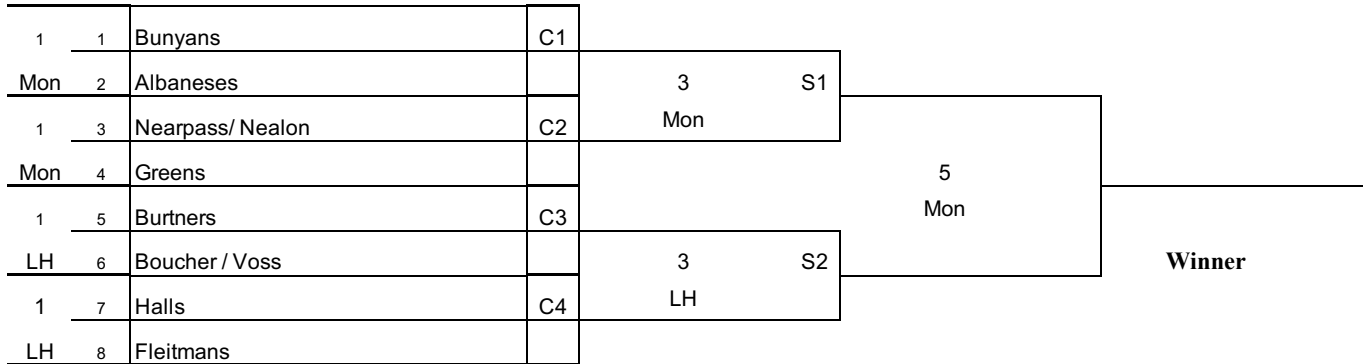 1 1 Bunyans C1
Mon 2 Albaneses 3 S1
1 3 Nearpass/ Nealon C2 Mon
Mon 4 Greens 5
1 5 Burtners C3 Mon
LH 6 Boucher / Voss 3 S2 Winner
1 7 Halls C4 LH
LH 8 Fleitmans